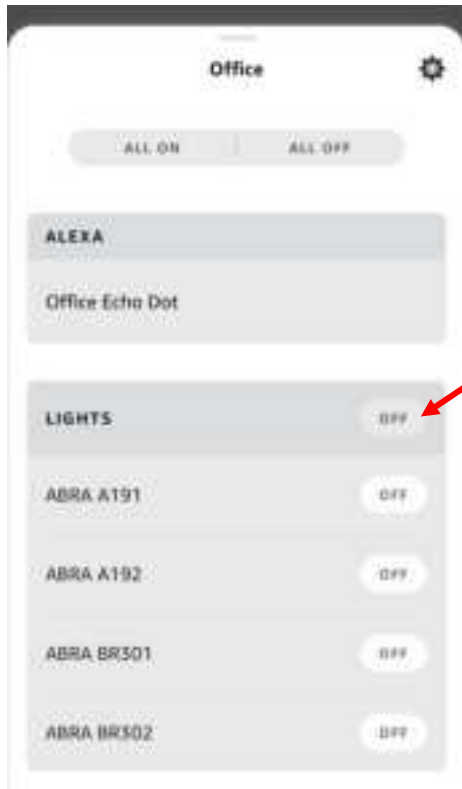 Office
ALL ON ALL OFF
ALEXA
Office Echo Dot
LIGHTS OFF
ABRA A191 OFF
ABRA A192 OFF
ABRA BR301 OFF
ABRA BR302 OFF